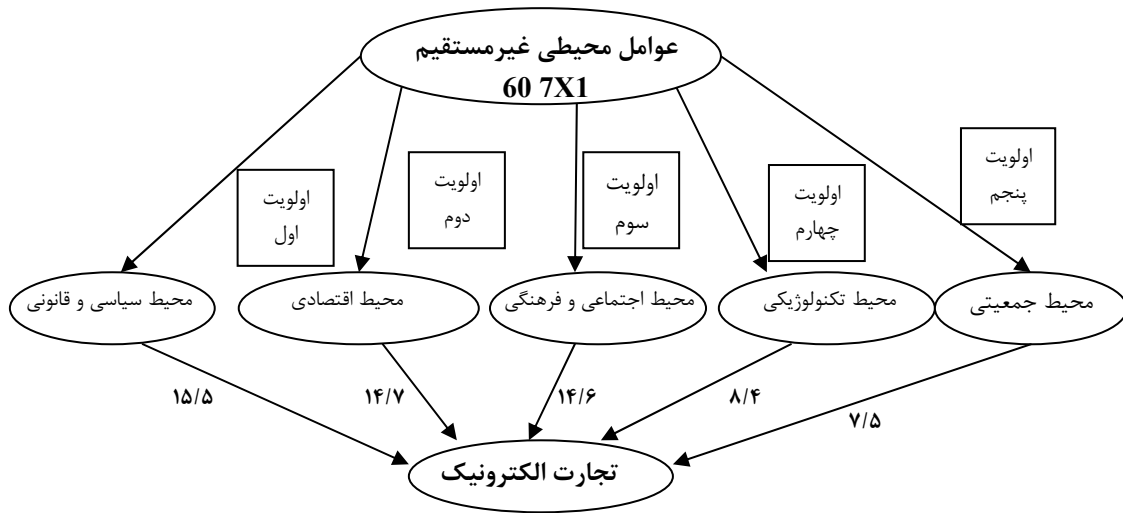 عوامل محیطی غیرمستقیم
60 7X1
اولویت
اول
اولویت
دوم
اولویت
سوم
اولویت
چهارم
اولویت
پنجم
محیط سیاسی و قانونی
محیط اقتصادی
محیط اجتماعی و فرهنگی
محیط تکنولوژیکی
محیط جمعیتی
۱۵/۵
۱۴/۷
۱۴/۶
۸/۴
۷/۵
تجارت الکترونیک